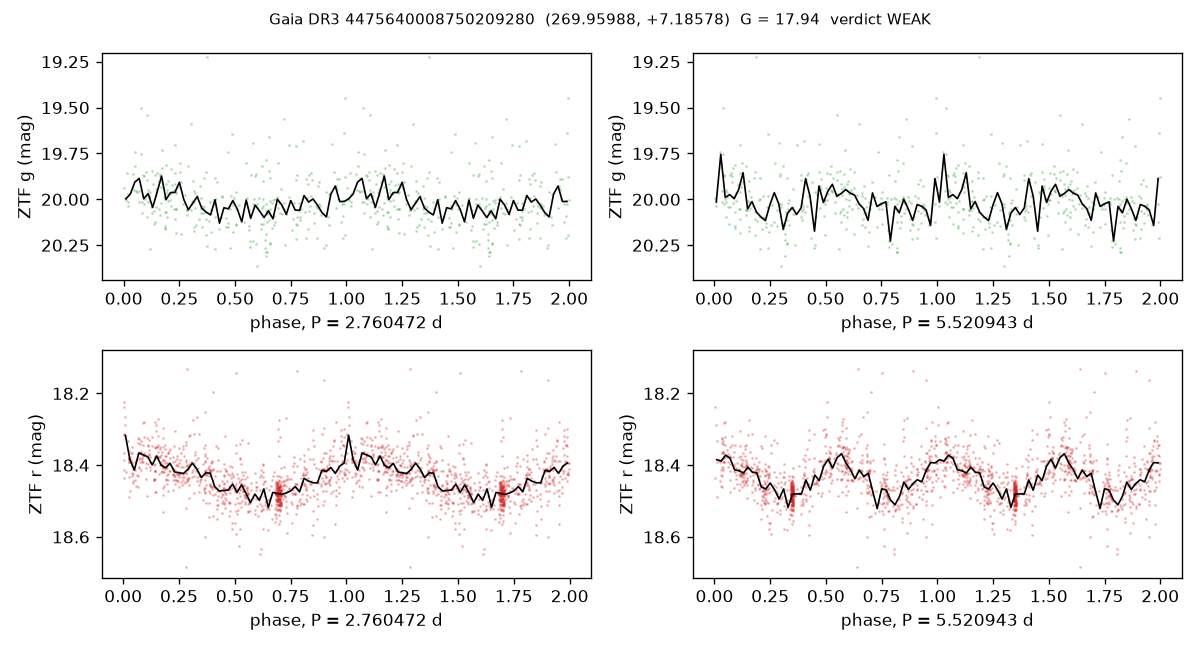 Gaia DR3 4475640008750209280  (269.95988, +7.18578)  G = 17.94  verdict WEAK
ZTF g (mag)
19.25
19.50
19.75
20.00
20.25
0.00 0.25 0.50 0.75 1.00 1.25 1.50 1.75 2.00
phase, P = 2.760472 d
ZTF g (mag)
19.25
19.50
19.75
20.00
20.25
0.00 0.25 0.50 0.75 1.00 1.25 1.50 1.75 2.00
phase, P = 5.520943 d
ZTF r (mag)
18.2
18.4
18.6
0.00 0.25 0.50 0.75 1.00 1.25 1.50 1.75 2.00
phase, P = 2.760472 d
ZTF r (mag)
18.2
18.4
18.6
0.00 0.25 0.50 0.75 1.00 1.25 1.50 1.75 2.00
phase, P = 5.520943 d